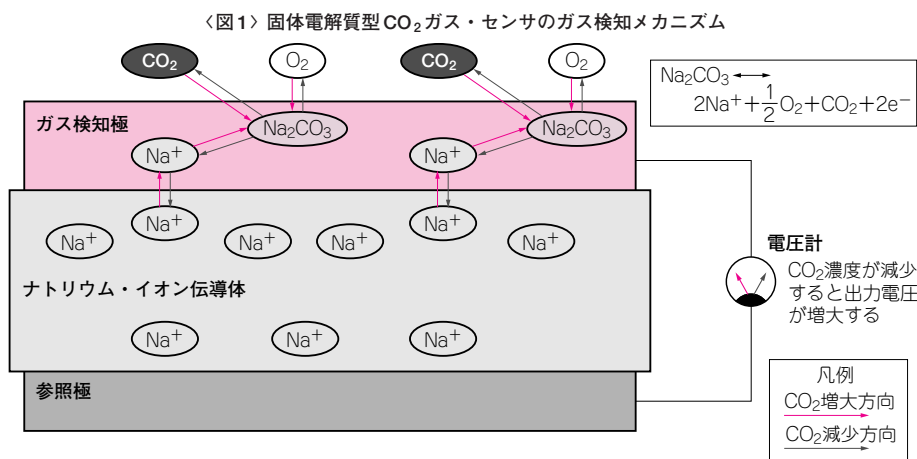 〈図1〉固体電解質型CO₂ガス・センサのガス検知メカニズム
CO₂
O₂
CO₂
O₂
Na₂CO₃
2Na⁺+1/2O₂+CO₂+2e⁻
ガス検知極
Na₂CO₃
Na₂CO₃
Na⁺
Na⁺
Na⁺
Na⁺
Na⁺
Na⁺
Na⁺
Na⁺
電圧計
CO₂濃度が減少
すると出力電圧
が増大する
ナトリウム・イオン伝導体
Na⁺
Na⁺
Na⁺
参照極
凡例
CO₂増大方向
CO₂減少方向